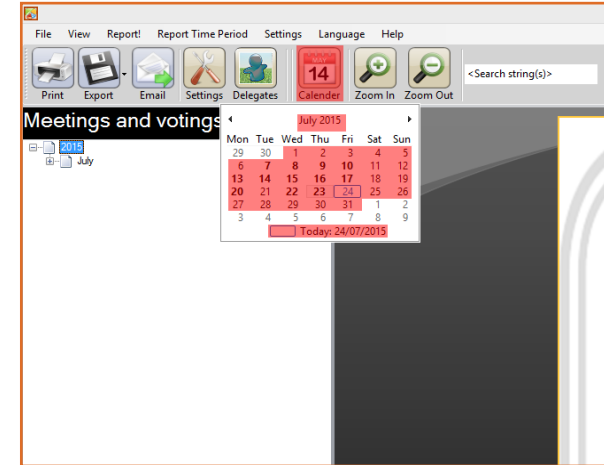 File View Report! Report Time Period Settings Language Help
MAY
14
Print Export Email Settings Delegates Calender Zoom In Zoom Out <Search string(s)>
Meetings and votings
2015
July
July 2015
Mon Tue Wed Thu Fri Sat Sun
29 30 1 2 3 4 5
6 7 8 9 10 11 12
13 14 15 16 17 18 19
20 21 22 23 24 25 26
27 28 29 30 31 1 2
3 4 5 6 7 8 9
Today: 24/07/2015